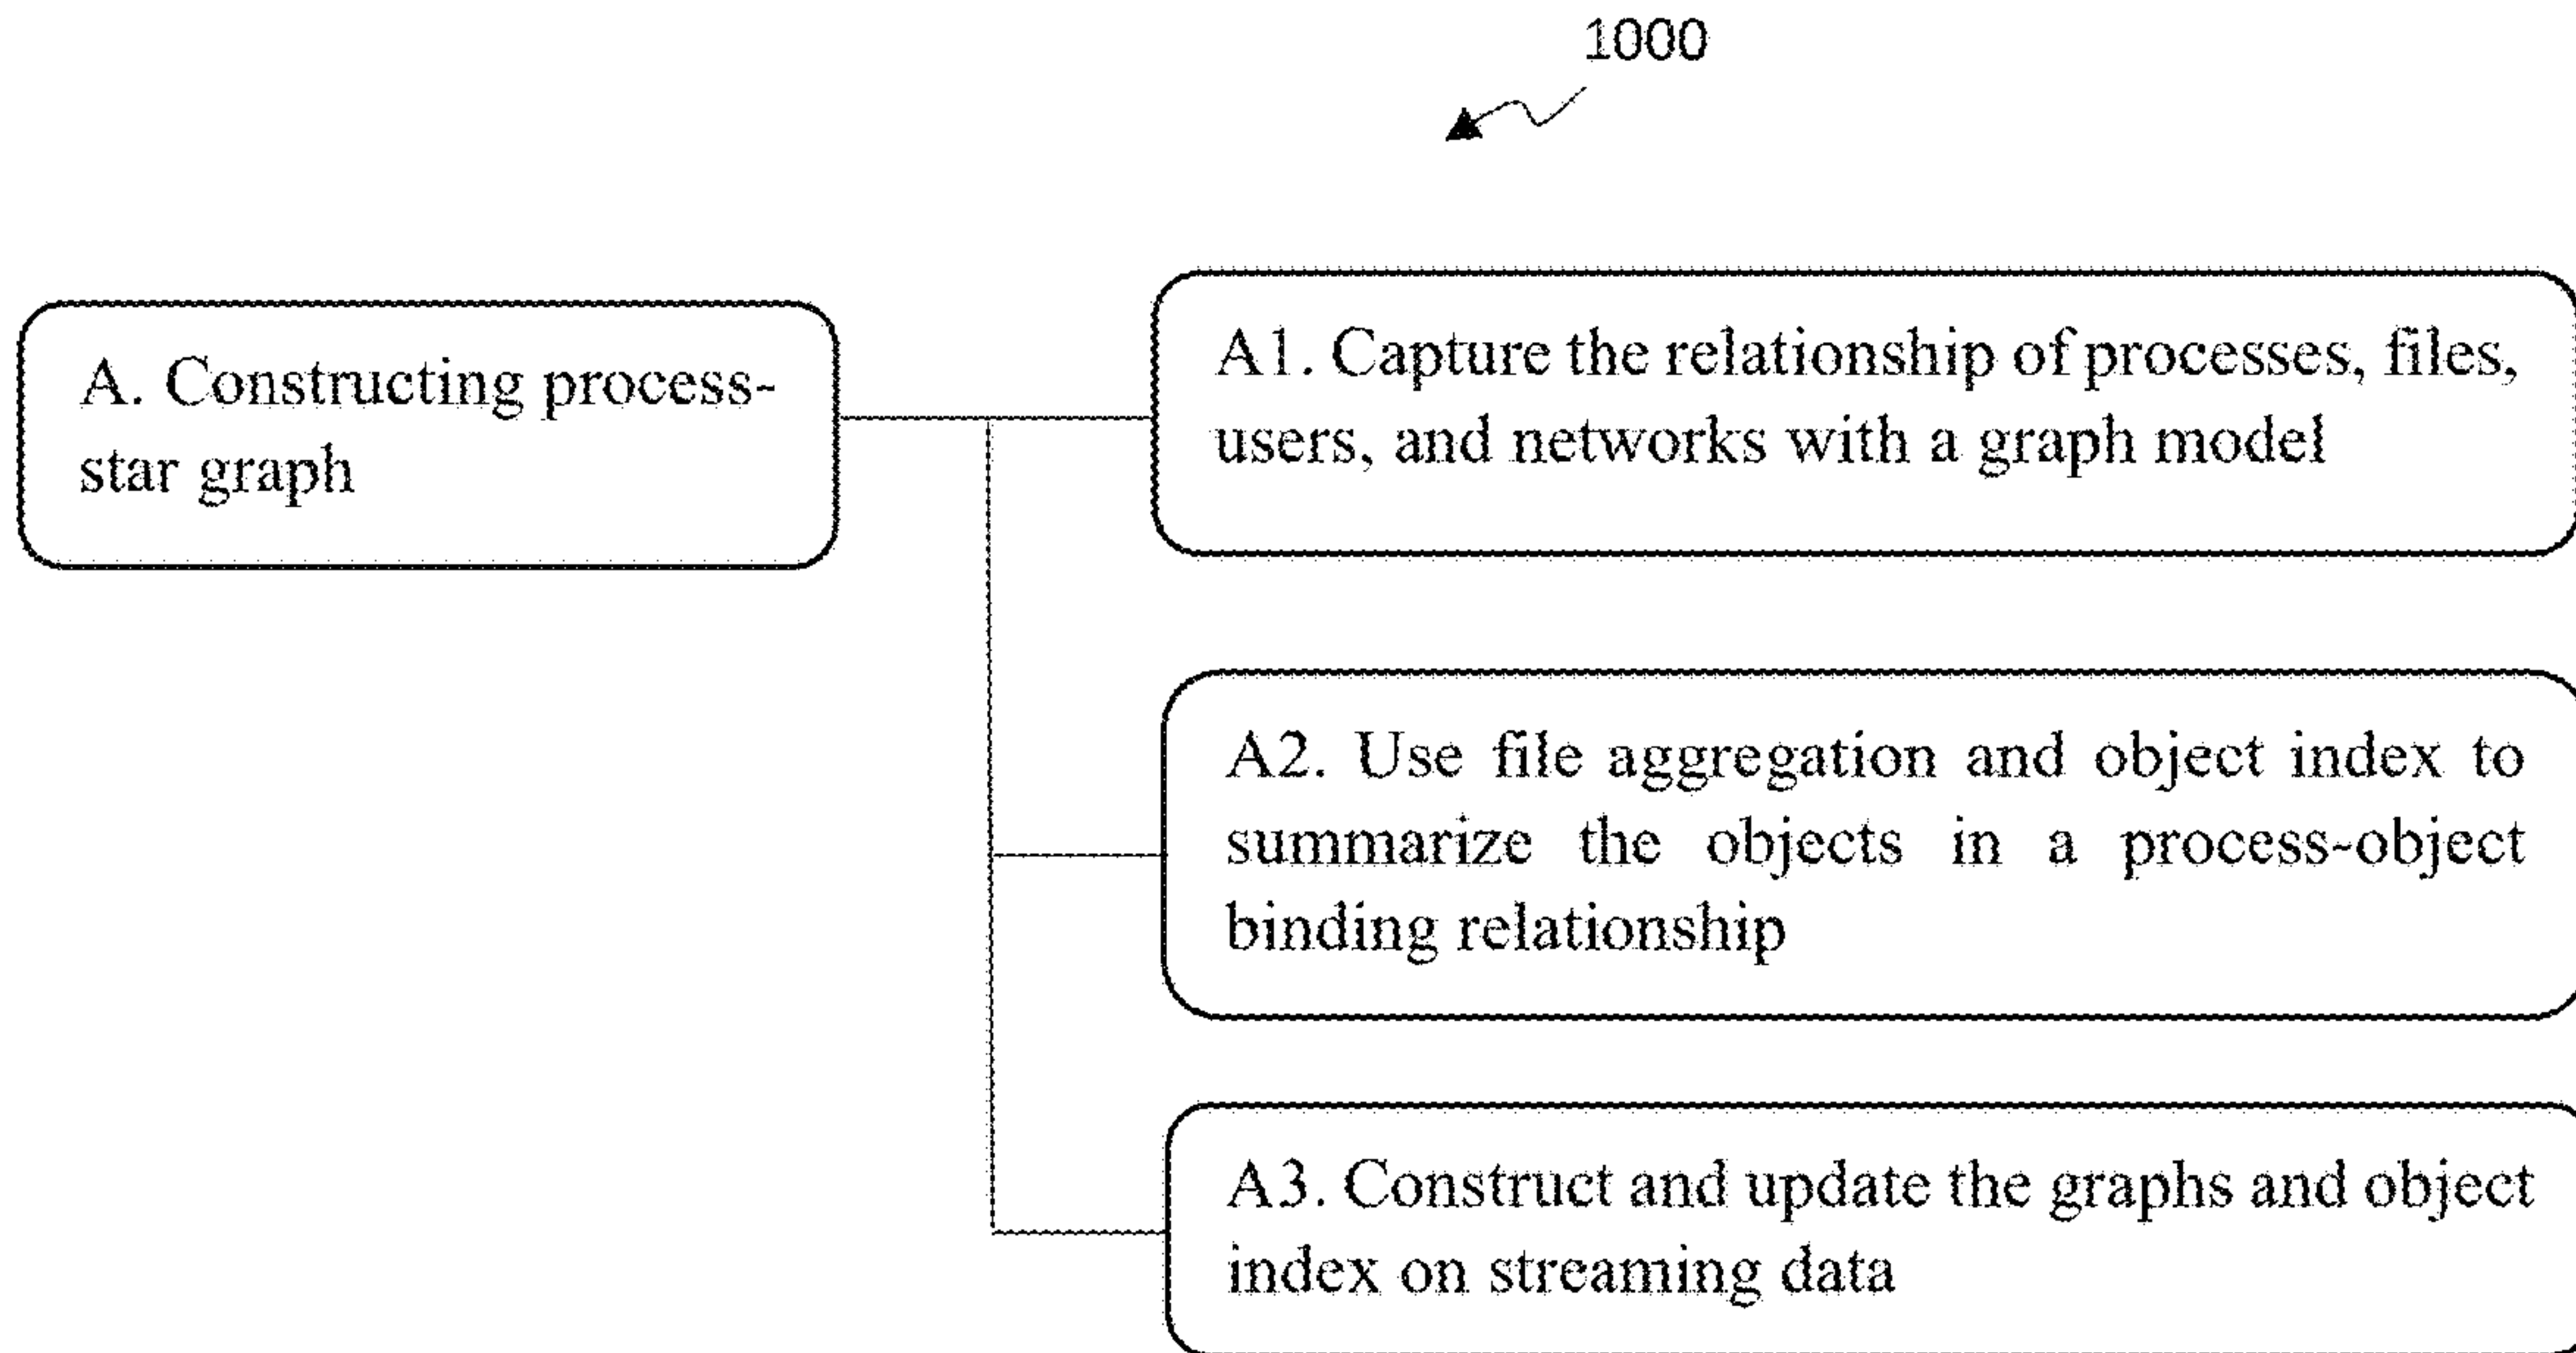 1000
A. Constructing process-
star graph
A1. Capture the relationship of processes, files,
users, and networks with a graph model
A2. Use file aggregation and object index to
summarize the objects in a process-object
binding relationship
A3. Construct and update the graphs and object
index on streaming data